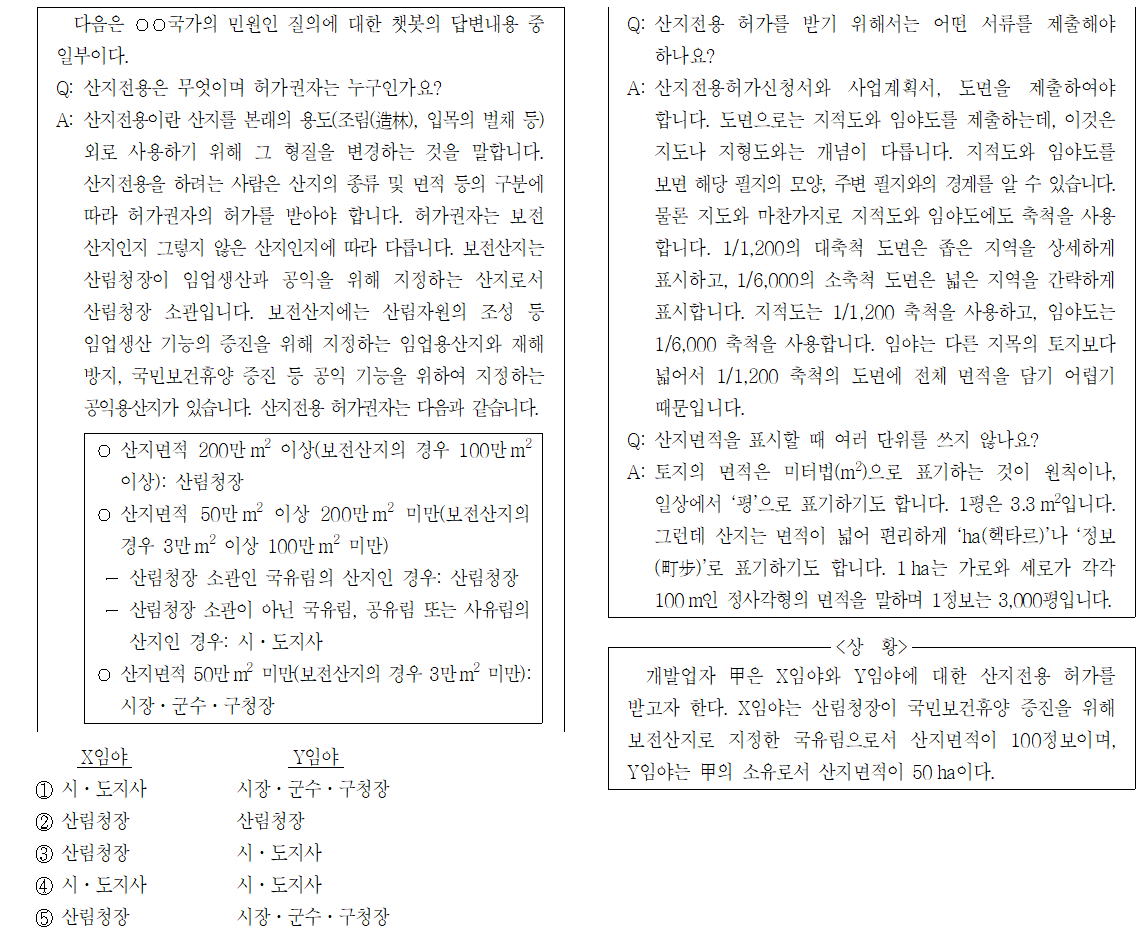 다음은 ○○국가의 민원인 질의에 대한 챗봇의 답변내용 중
일부이다.
Q: 산지전용은 무엇이며 허가권자는 누구인가요?
A: 산지전용이란 산지를 본래의 용도(조림(造林), 입목의 벌채 등)
외로 사용하기 위해 그 형질을 변경하는 것을 말합니다.
산지전용을 하려는 사람은 산지의 종류 및 면적 등의 구분에
따라 허가권자의 허가를 받아야 합니다. 허가권자는 보전
산지인지 그렇지 않은 산지인지에 따라 다릅니다. 보전산지는
산림청장이 임업생산과 공익을 위해 지정하는 산지로서
산림청장 소관입니다. 보전산지에는 산림자원의 조성 등
임업생산 기능의 증진을 위해 지정하는 임업용산지와 재해
방지, 국민보건휴양 증진 등 공익 기능을 위하여 지정하는
공익용산지가 있습니다. 산지전용 허가권자는 다음과 같습니다.
○ 산지면적 200만m² 이상(보전산지의 경우 100만m²
이상): 산림청장
○ 산지면적 50만m² 이상 200만m² 미만(보전산지의
경우 3만m² 이상 100만m² 미만)
- 산림청장 소관인 국유림의 산지인 경우: 산림청장
- 산림청장 소관이 아닌 국유림, 공유림 또는 사유림의
산지인 경우: 시·도지사
○ 산지면적 50만m² 미만(보전산지의 경우 3만m² 미만):
시장·군수·구청장
Q: 산지전용 허가를 받기 위해서는 어떤 서류를 제출해야
하나요?
A: 산지전용허가신청서와 사업계획서, 도면을 제출하여야
합니다. 도면으로는 지적도와 임야도를 제출하는데, 이것은
지도나 지형도와는 개념이 다릅니다. 지적도와 임야도를
보면 해당 필지의 모양, 주변 필지와의 경계를 알 수 있습니다.
물론 지도와 마찬가지로 지적도와 임야도에도 축척을 사용
합니다. 1/1,200의 대축척 도면은 좁은 지역을 상세하게
표시하고, 1/6,000의 소축척 도면은 넓은 지역을 간략하게
표시합니다. 지적도는 1/1,200 축척을 사용하고, 임야도는
1/6,000 축척을 사용합니다. 임야는 다른 지목의 토지보다
넓어서 1/1,200 축척의 도면에 전체 면적을 담기 어렵기
때문입니다.
Q: 산지면적을 표시할 때 여러 단위를 쓰지 않나요?
A: 토지의 면적은 미터법(m²)으로 표기하는 것이 원칙이나,
일상에서 ‘평’으로 표기하기도 합니다. 1평은 3.3m²입니다.
그런데 산지는 면적이 넓어 편리하게 ‘ha(헥타르)’나 ‘정보
(町步)’로 표기하기도 합니다. 1ha는 가로와 세로가 각각
100m인 정사각형의 면적을 말하며 1정보는 3,000평입니다.
<상 황>
개발업자 甲은 X임야와 Y임야에 대한 산지전용 허가를
받고자 한다. X임야는 산림청장이 국민보건휴양 증진을 위해
보전산지로 지정한 국유림으로서 산지면적이 100정보이며,
Y임야는 甲의 소유로서 산지면적이 50ha이다.
X임야 Y임야
① 시·도지사 시장·군수·구청장
② 산림청장 산림청장
③ 산림청장 시·도지사
④ 시·도지사 시·도지사
⑤ 산림청장 시장·군수·구청장